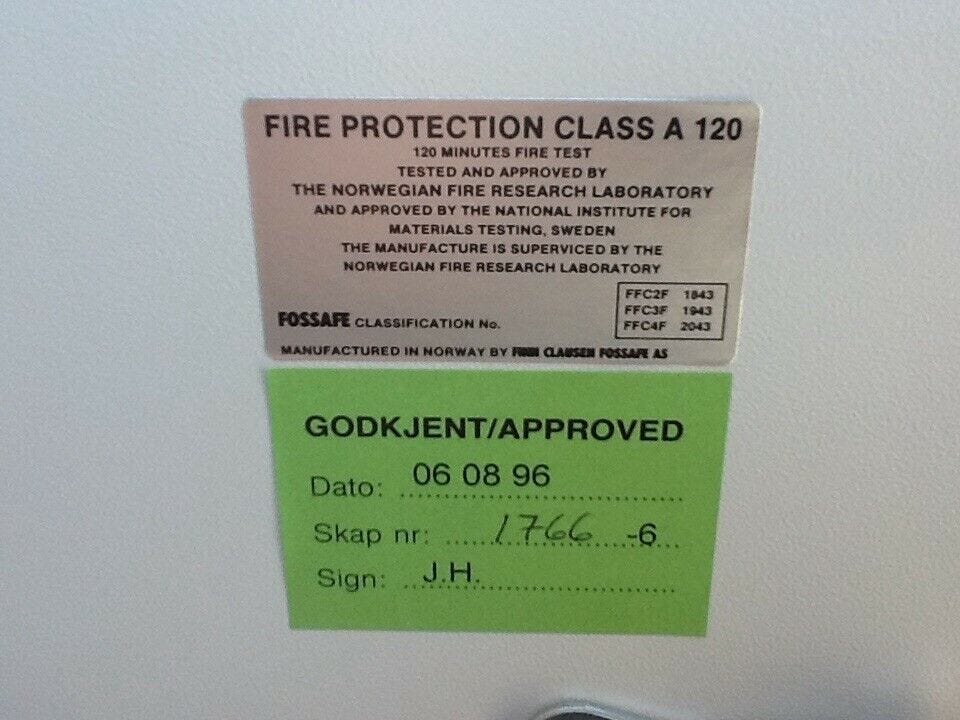 FIRE PROTECTION CLASS A 120
120 MINUTES FIRE TEST
TESTED AND APPROVED BY
THE NORWEGIAN FIRE RESEARCH LABORATORY
AND APPROVED BY THE NATIONAL INSTITUTE FOR
MATERIALS TESTING, SWEDEN
THE MANUFACTURE IS SUPERVICED BY THE
NORWEGIAN FIRE RESEARCH LABORATORY
FFC2F 1843
FFC3F 1943
FFC4F 2043
FOSSAFE CLASSIFICATION No.
MANUFACTURED IN NORWAY BY FINN CLAUSEN FOSSAFE AS
GODKJENT/APPROVED
Dato: 06 08 96
Skap nr: 1766 -6
Sign: J.H.